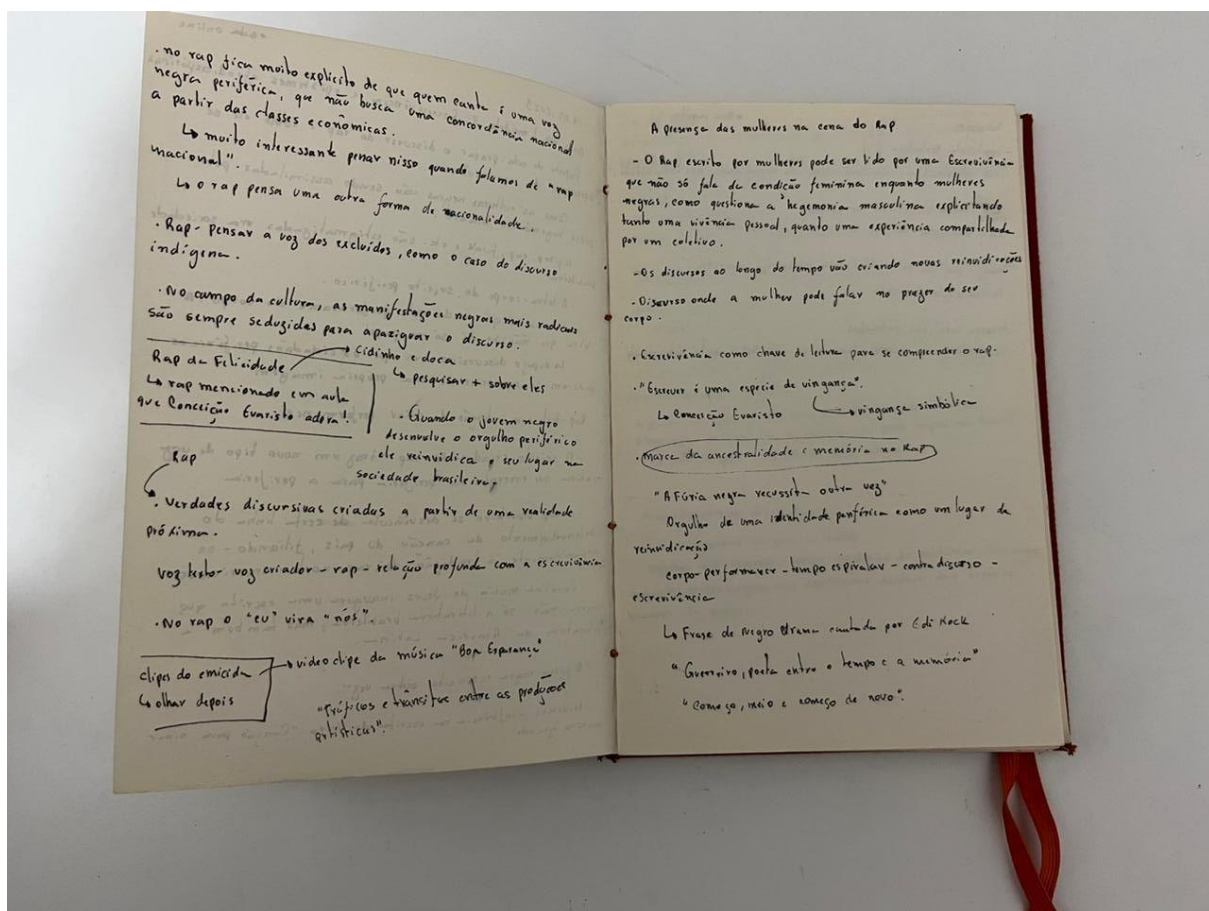 . no rap fica muito explicito de que quem canta é uma voz
negra periférica, que não busca uma concordância nacional
a partir das classes econômicas.
↳ muito interessante penar nisso quando falamos de "rap
nacional".
↳ o rap pensa uma outra forma de nacionalidade.
. Rap - pensar a voz dos excluídos, como o caso do discurso
indígena.
. No campo da cultura, as manifestações negras mais radicais
são sempre seduzidas para apaziguar o discurso.
Rap da Felicidade → Cidinho e doca
↳ pesquisar + sobre eles
↳ rap mencionado em aula
que Conceição Evaristo adora!
. Quando o jovem negro
desenvolve o orgulho periférico
ele reinvidica o seu lugar na
sociedade brasileira.
Rap
. Verdades discursivas criadas a partir de uma realidade
próxima.
Voz texto - voz criador - rap - relação profunda com a escrevivência
. No rap o "eu" vira "nós".
clipes do emicida → video clipe da música "Boa Esperança"
↳ olhar depois
"Tráficos e trânsitos entre as produções
artísticas".
A presença das mulheres na cena do Rap
- O Rap escrito por mulheres pode ser lido por uma Escrevivência
que não só fala da condição feminina enquanto mulheres
negras, como questiona a hegemonia masculina explicitando
tanto uma vivência pessoal, quanto uma experiência compartilhada
por um coletivo.
- Os discursos ao longo do tempo vão criando novas reinvidicações
- Discurso onde a mulher pode falar no prazer do seu
corpo.
. Escrevivência como chave de leitura para se compreender o rap.
. "Escrever é uma espécie de vingança".
↳ Conceição Evaristo → vingança simbólica
. marca da ancestralidade e memória no Rap
"A Fúria negra recussita outra vez"
Orgulho de uma identidade periférica como um lugar da
reinvidicação
corpo-performance - tempo espiralar - contra discurso -
escrevivência
↳ Frase de Negro Drama cantada por Edi Rock
"Guerreiro, poeta entre o tempo e a memória"
"Começo, meio e começo de novo".